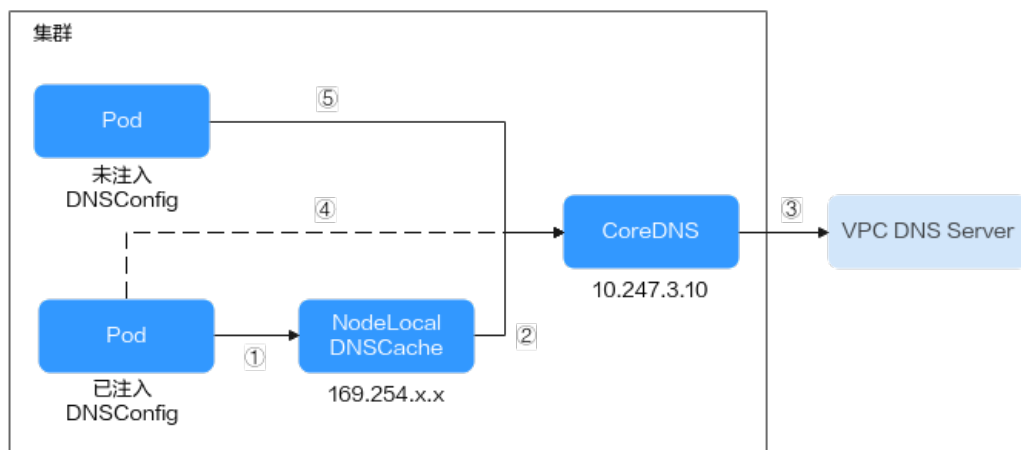 集群
Pod
⑤
未注入
DNSConfig
④
CoreDNS
③
VPC DNS Server
10.247.3.10
Pod
①
NodeLocal
DNSCache
②
已注入
DNSConfig
169.254.x.x